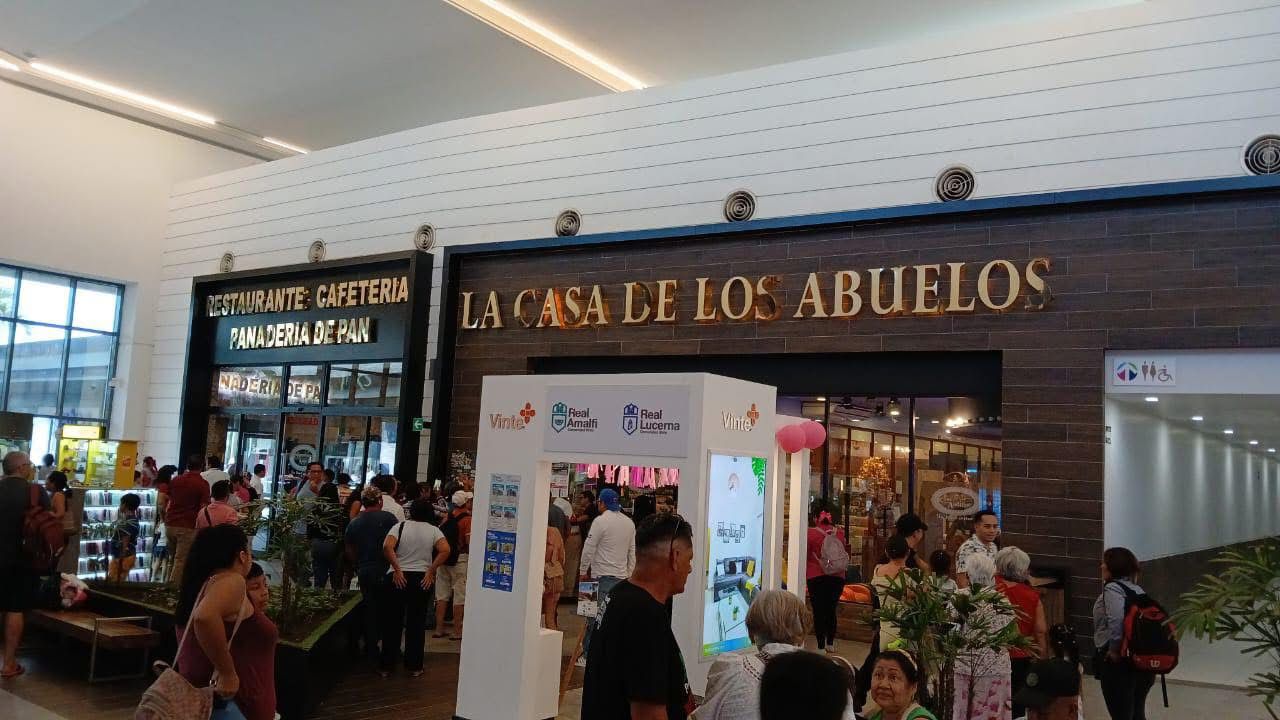 RESTAURANTE: CAFETERIA
PANADERIA DE PAN
NADERIA DE PA
LA CASA DE LOS ABUELOS
Vinte
Real
Amalfi
Real
Lucerna
Vinte
Wilson